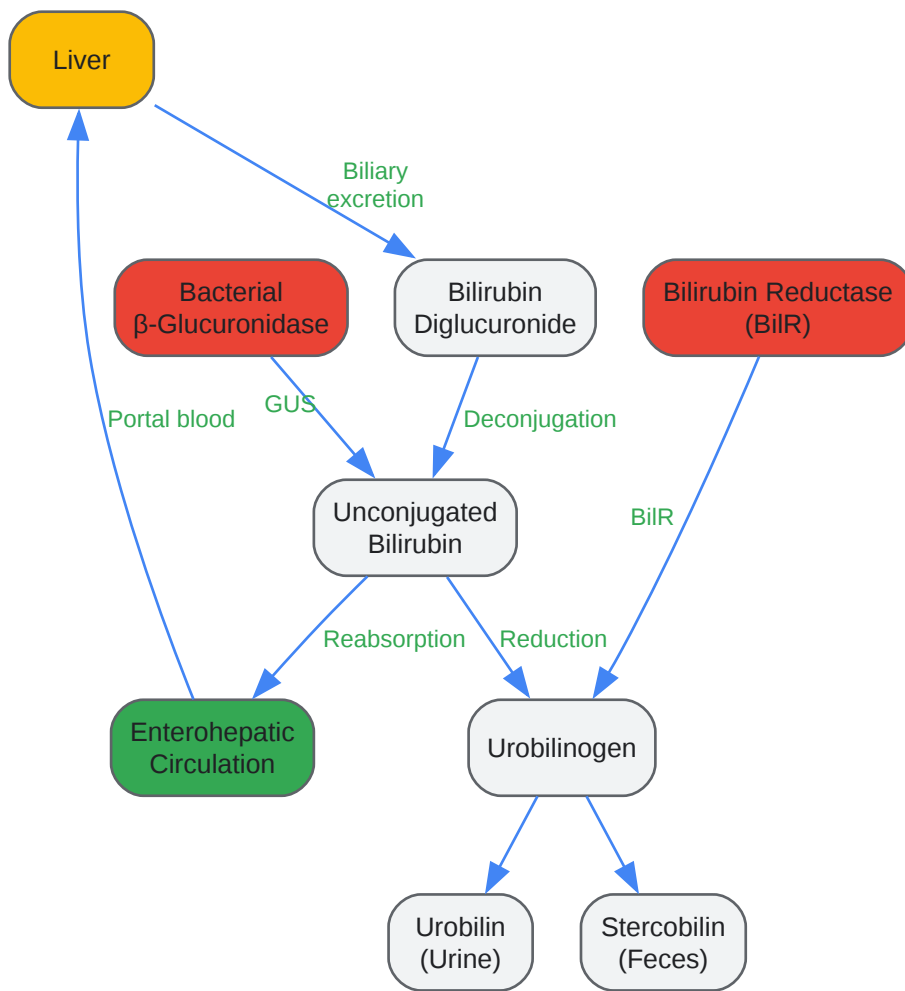 Liver
Biliary
excretion
Bacterial
β-Glucuronidase
Bilirubin
Diglucuronide
Bilirubin Reductase
(BilR)
GUS
Portal blood
Deconjugation
Unconjugated
Bilirubin
BilR
Reabsorption
Reduction
Enterohepatic
Circulation
Urobilinogen
Urobilin
(Urine)
Stercobilin
(Feces)